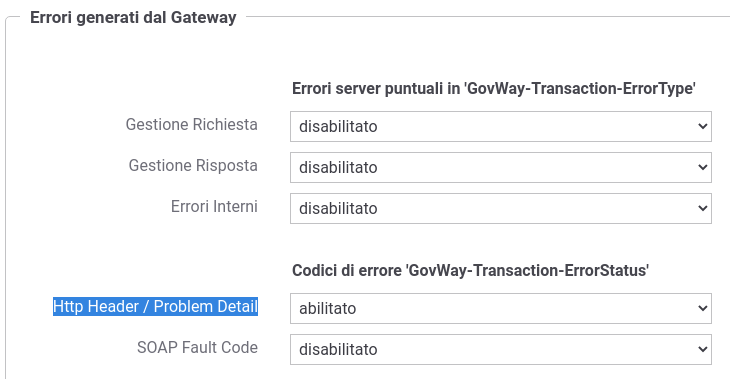 Errori generati dal Gateway
Errori server puntuali in 'GovWay-Transaction-ErrorType'
Gestione Richiesta disabilitato
Gestione Risposta disabilitato
Errori Interni disabilitato
Codici di errore 'GovWay-Transaction-ErrorStatus'
Http Header / Problem Detail abilitato
SOAP Fault Code disabilitato